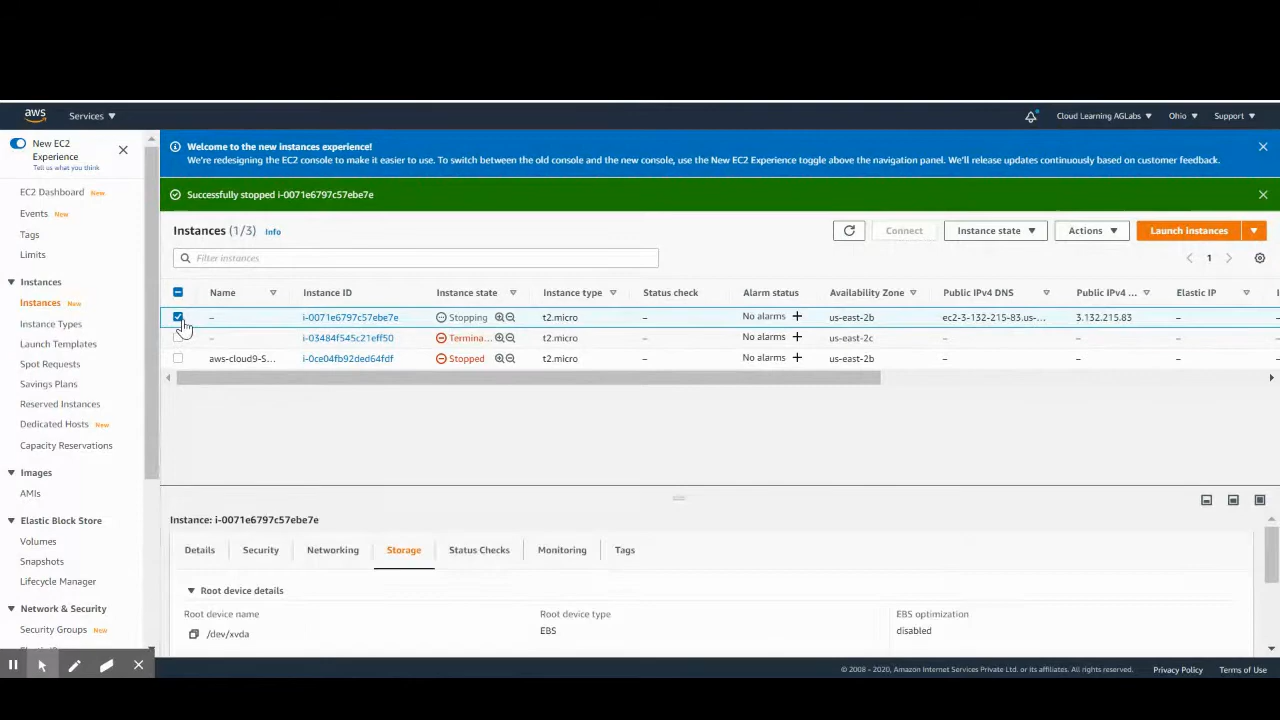 aws Services Cloud Learning AGLabs Ohio Support
New EC2 Experience
Tell us what you think
EC2 Dashboard New
Events New
Tags
Limits
Instances
Instances New
Instance Types
Launch Templates
Spot Requests
Savings Plans
Reserved Instances
Dedicated Hosts New
Capacity Reservations
Images
AMIs
Elastic Block Store
Volumes
Snapshots
Lifecycle Manager
Network & Security
Security Groups New
Welcome to the new instances experience!
We're redesigning the EC2 console to make it easier to use. To switch between the old console and the new console, use the New EC2 Experience toggle above the navigation panel. We'll release updates continuously based on customer feedback.
Successfully stopped i-0071e6797c57ebe7e
Instances (1/3) Info Connect Instance state Actions Launch instances
Filter instances 1
Name Instance ID Instance state Instance type Status check Alarm status Availability Zone Public IPv4 DNS Public IPv4 ... Elastic IP
– i-0071e6797c57ebe7e Stopping t2.micro – No alarms + us-east-2b ec2-3-132-215-83.us-... 3.132.215.83 –
– i-03484f545c21eff50 Termina... t2.micro – No alarms + us-east-2c – – –
aws-cloud9-S... i-0ce04fb92ded64fdf Stopped t2.micro – No alarms + us-east-2b – – –
Instance: i-0071e6797c57ebe7e
Details Security Networking Storage Status Checks Monitoring Tags
Root device details
Root device name Root device type EBS optimization
/dev/xvda EBS disabled
© 2008 - 2020, Amazon Internet Services Private Ltd. or its affiliates. All rights reserved. Privacy Policy Terms of Use